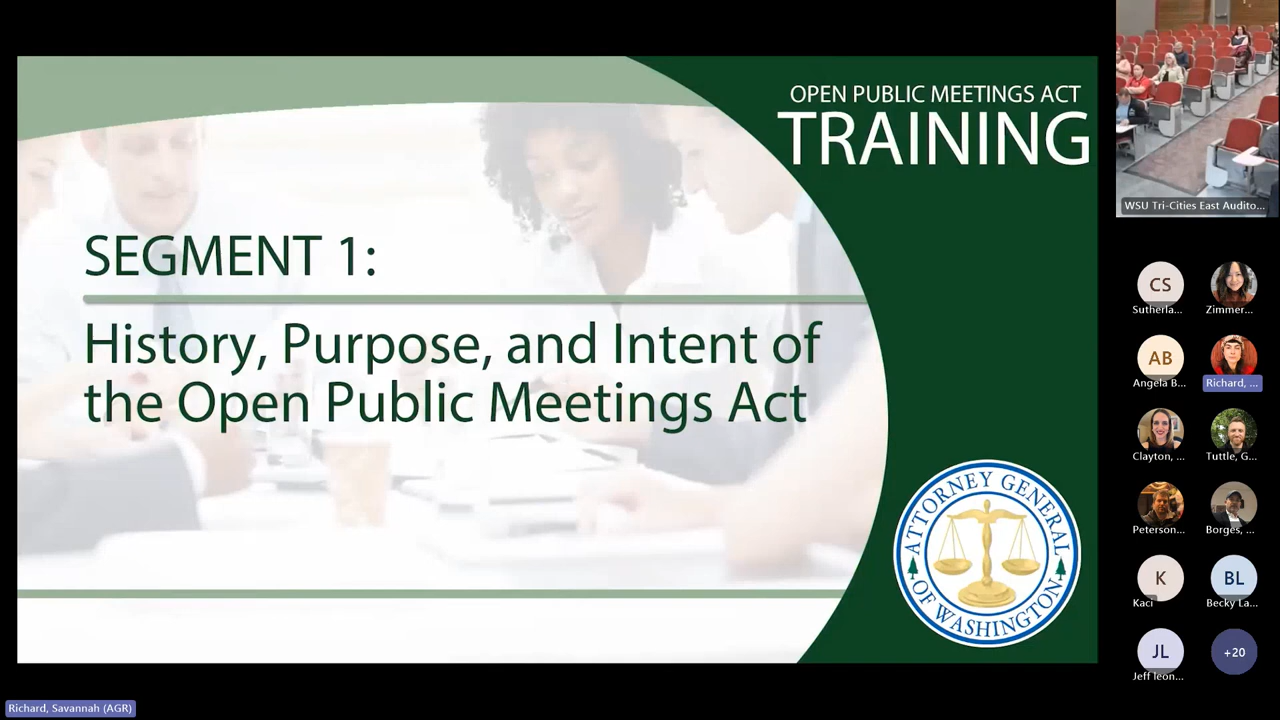 OPEN PUBLIC MEETINGS ACT
TRAINING
SEGMENT 1:
History, Purpose, and Intent of
the Open Public Meetings Act
ATTORNEY GENERAL
OF WASHINGTON
WSU Tri-Cities East Audito...
CS
Sutherla...
Zimmer...
AB
Angela B...
Richard, ...
Clayton, ...
Tuttle, G...
Peterson...
Borges, ...
K
Kaci
BL
Becky La...
JL
Jeff leon...
+20
Richard, Savannah (AGR)